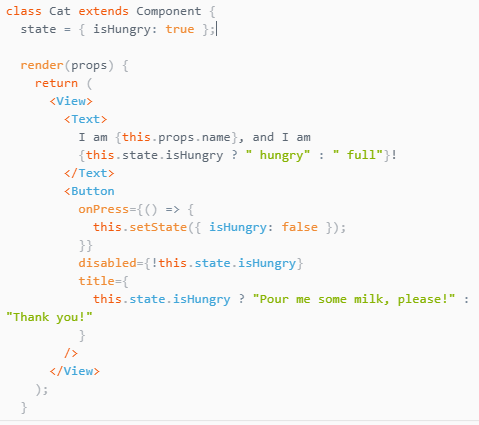 class Cat extends Component {
  state = { isHungry: true };

  render(props) {
    return (
      <View>
        <Text>
          I am {this.props.name}, and I am
          {this.state.isHungry ? " hungry" : " full"}!
        </Text>
        <Button
          onPress={() => {
            this.setState({ isHungry: false });
          }}
          disabled={!this.state.isHungry}
          title={
            this.state.isHungry ? "Pour me some milk, please!" :
"Thank you!"
          }
        />
      </View>
    );
  }